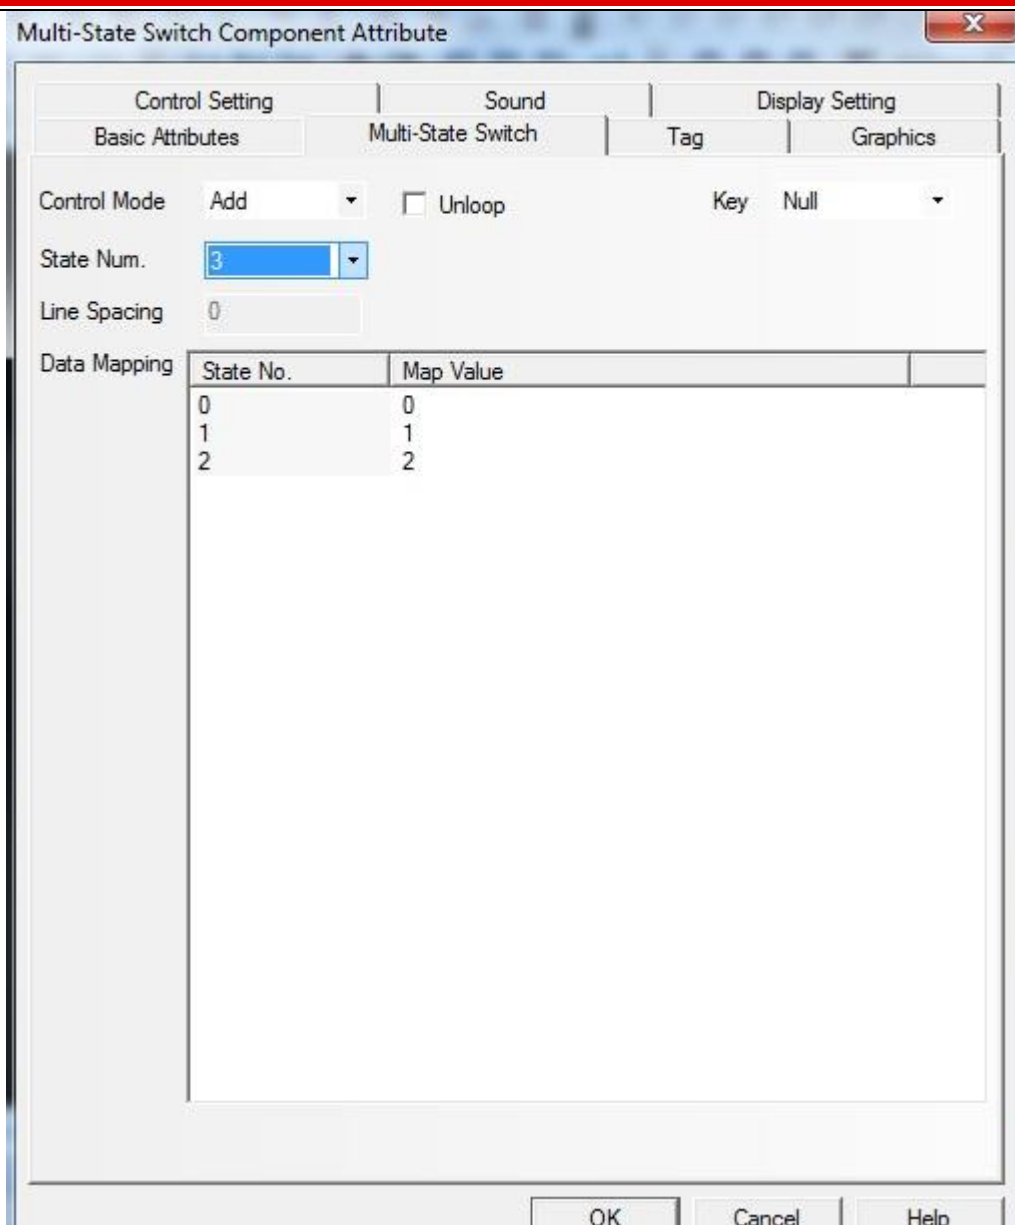 Multi-State Switch Component Attribute
Control Setting Sound Display Setting
Basic Attributes Multi-State Switch Tag Graphics
Control Mode Add Unloop Key Null
State Num. 3
Line Spacing 0
Data Mapping State No. Map Value
0 0
1 1
2 2
OK Cancel Help